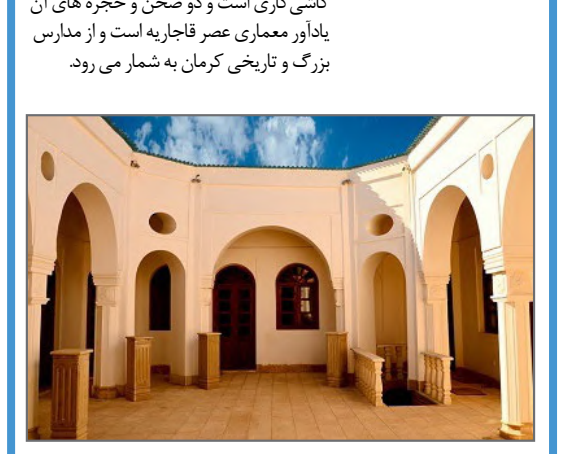 کاشی‌کاری است و دو صحن و حجره های آن
یادآور معماری عصر قاجاریه است و از مدارس
بزرگ و تاریخی کرمان به شمار می رود.